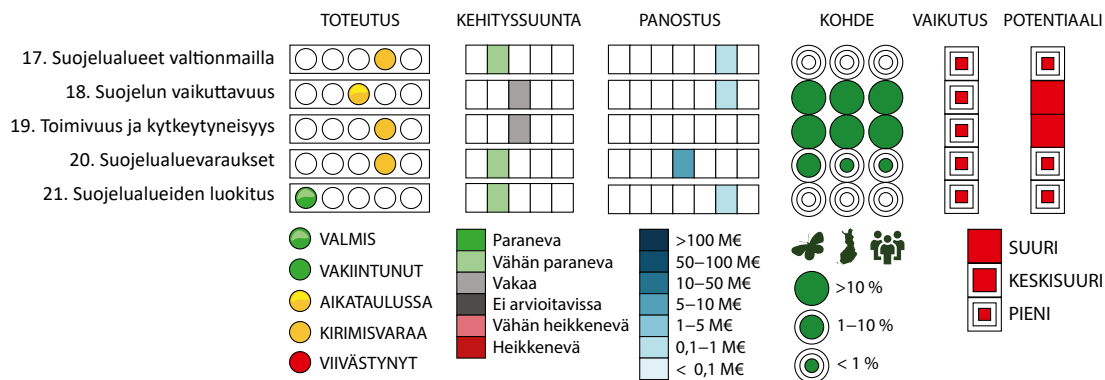 TOTEUTUS KEHITYSSUUNTA PANOSTUS KOHDE VAIKUTUS POTENTIAALI
17. Suojelualueet valtionmailla
18. Suojelun vaikuttavuus
19. Toimivuus ja kytkeytyneisyys
20. Suojelualuevaraukset
21. Suojelualueiden luokitus
VALMIS
VAKIINTUNUT
AIKATAULUSSA
KIRIMISVARAA
VIIVÄSTYNYT
Paraneva
Vähän paraneva
Vakaa
Ei arvioitavissa
Vähän heikkenevä
Heikkenevä
>100 M€
50–100 M€
10–50 M€
5–10 M€
1–5 M€
0,1–1 M€
< 0,1 M€
>10 %
1–10 %
< 1 %
SUURI
KESKISUURI
PIENI